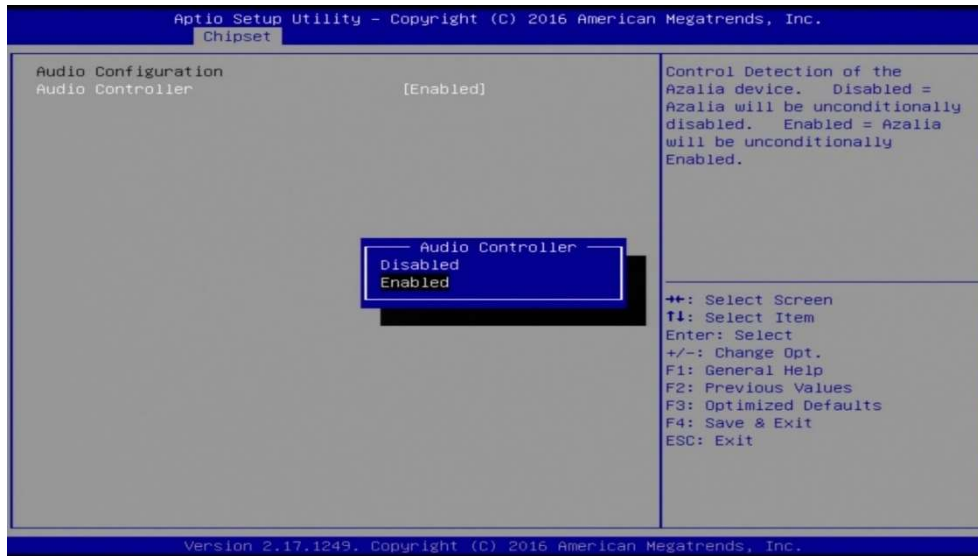 Aptio Setup Utility – Copyright (C) 2016 American Megatrends, Inc.
Chipset
Audio Configuration
Audio Controller [Enabled]
Control Detection of the
Azalia device. Disabled =
Azalia will be unconditionally
disabled. Enabled = Azalia
will be unconditionally
Enabled.
Audio Controller
Disabled
Enabled
→←: Select Screen
↑↓: Select Item
Enter: Select
+/-: Change Opt.
F1: General Help
F2: Previous Values
F3: Optimized Defaults
F4: Save & Exit
ESC: Exit
Version 2.17.1249. Copyright (C) 2016 American Megatrends, Inc.